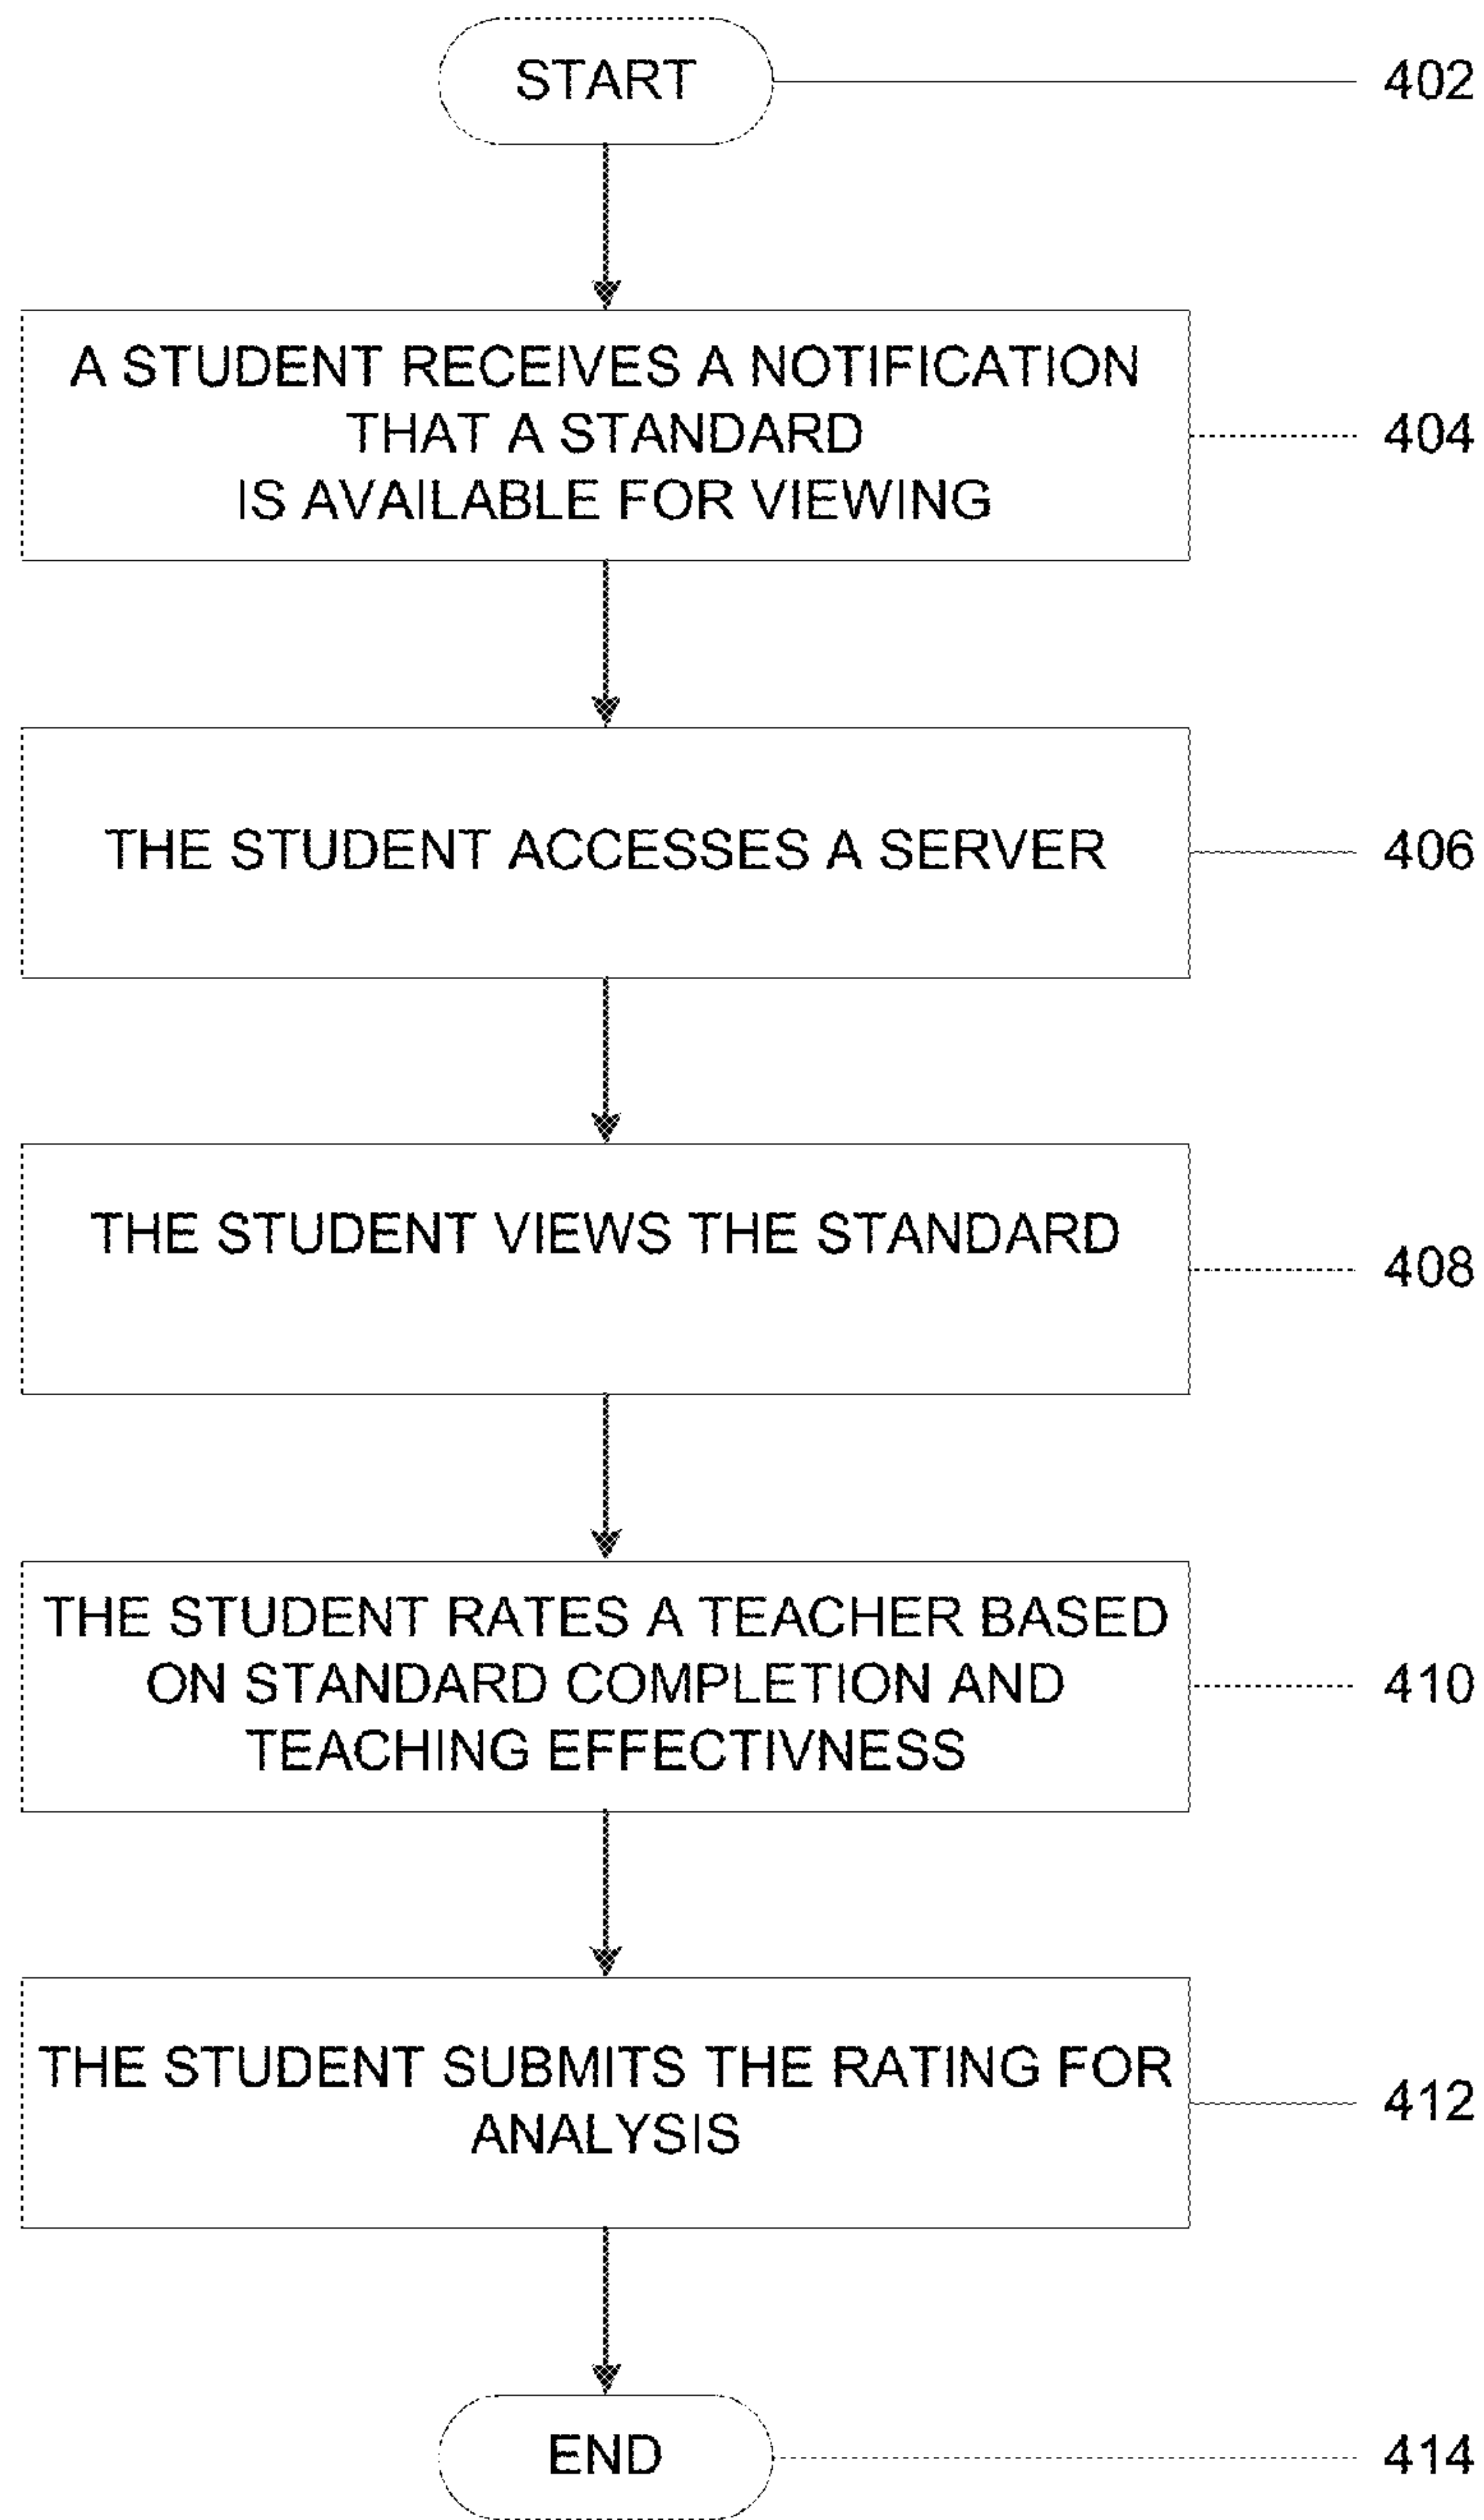 START
402
A STUDENT RECEIVES A NOTIFICATION
THAT A STANDARD
IS AVAILABLE FOR VIEWING
404
THE STUDENT ACCESSES A SERVER
406
THE STUDENT VIEWS THE STANDARD
408
THE STUDENT RATES A TEACHER BASED
ON STANDARD COMPLETION AND
TEACHING EFFECTIVNESS
410
THE STUDENT SUBMITS THE RATING FOR
ANALYSIS
412
END
414